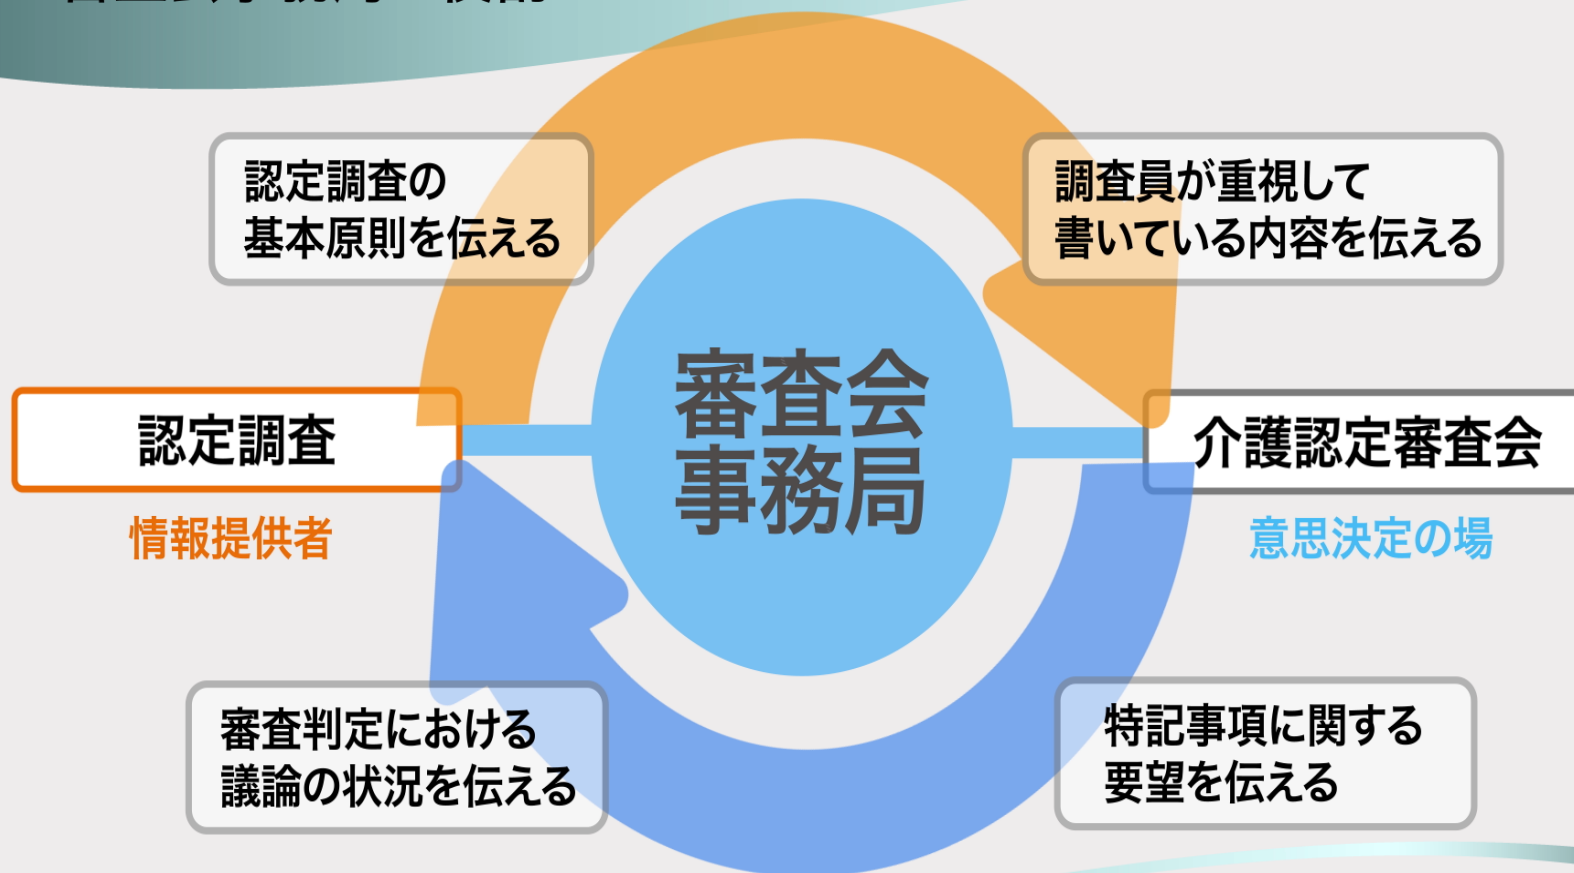 認定調査の
基本原則を伝える
調査員が重視して
書いている内容を伝える
審査会
事務局
認定調査
介護認定審査会
情報提供者
意思決定の場
審査判定における
議論の状況を伝える
特記事項に関する
要望を伝える